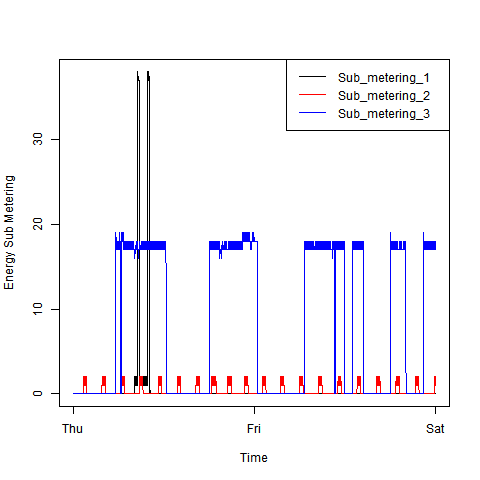 Sub_metering_1
Sub_metering_2
Sub_metering_3
Energy Sub Metering
30
20
10
0
Thu Fri Sat
Time